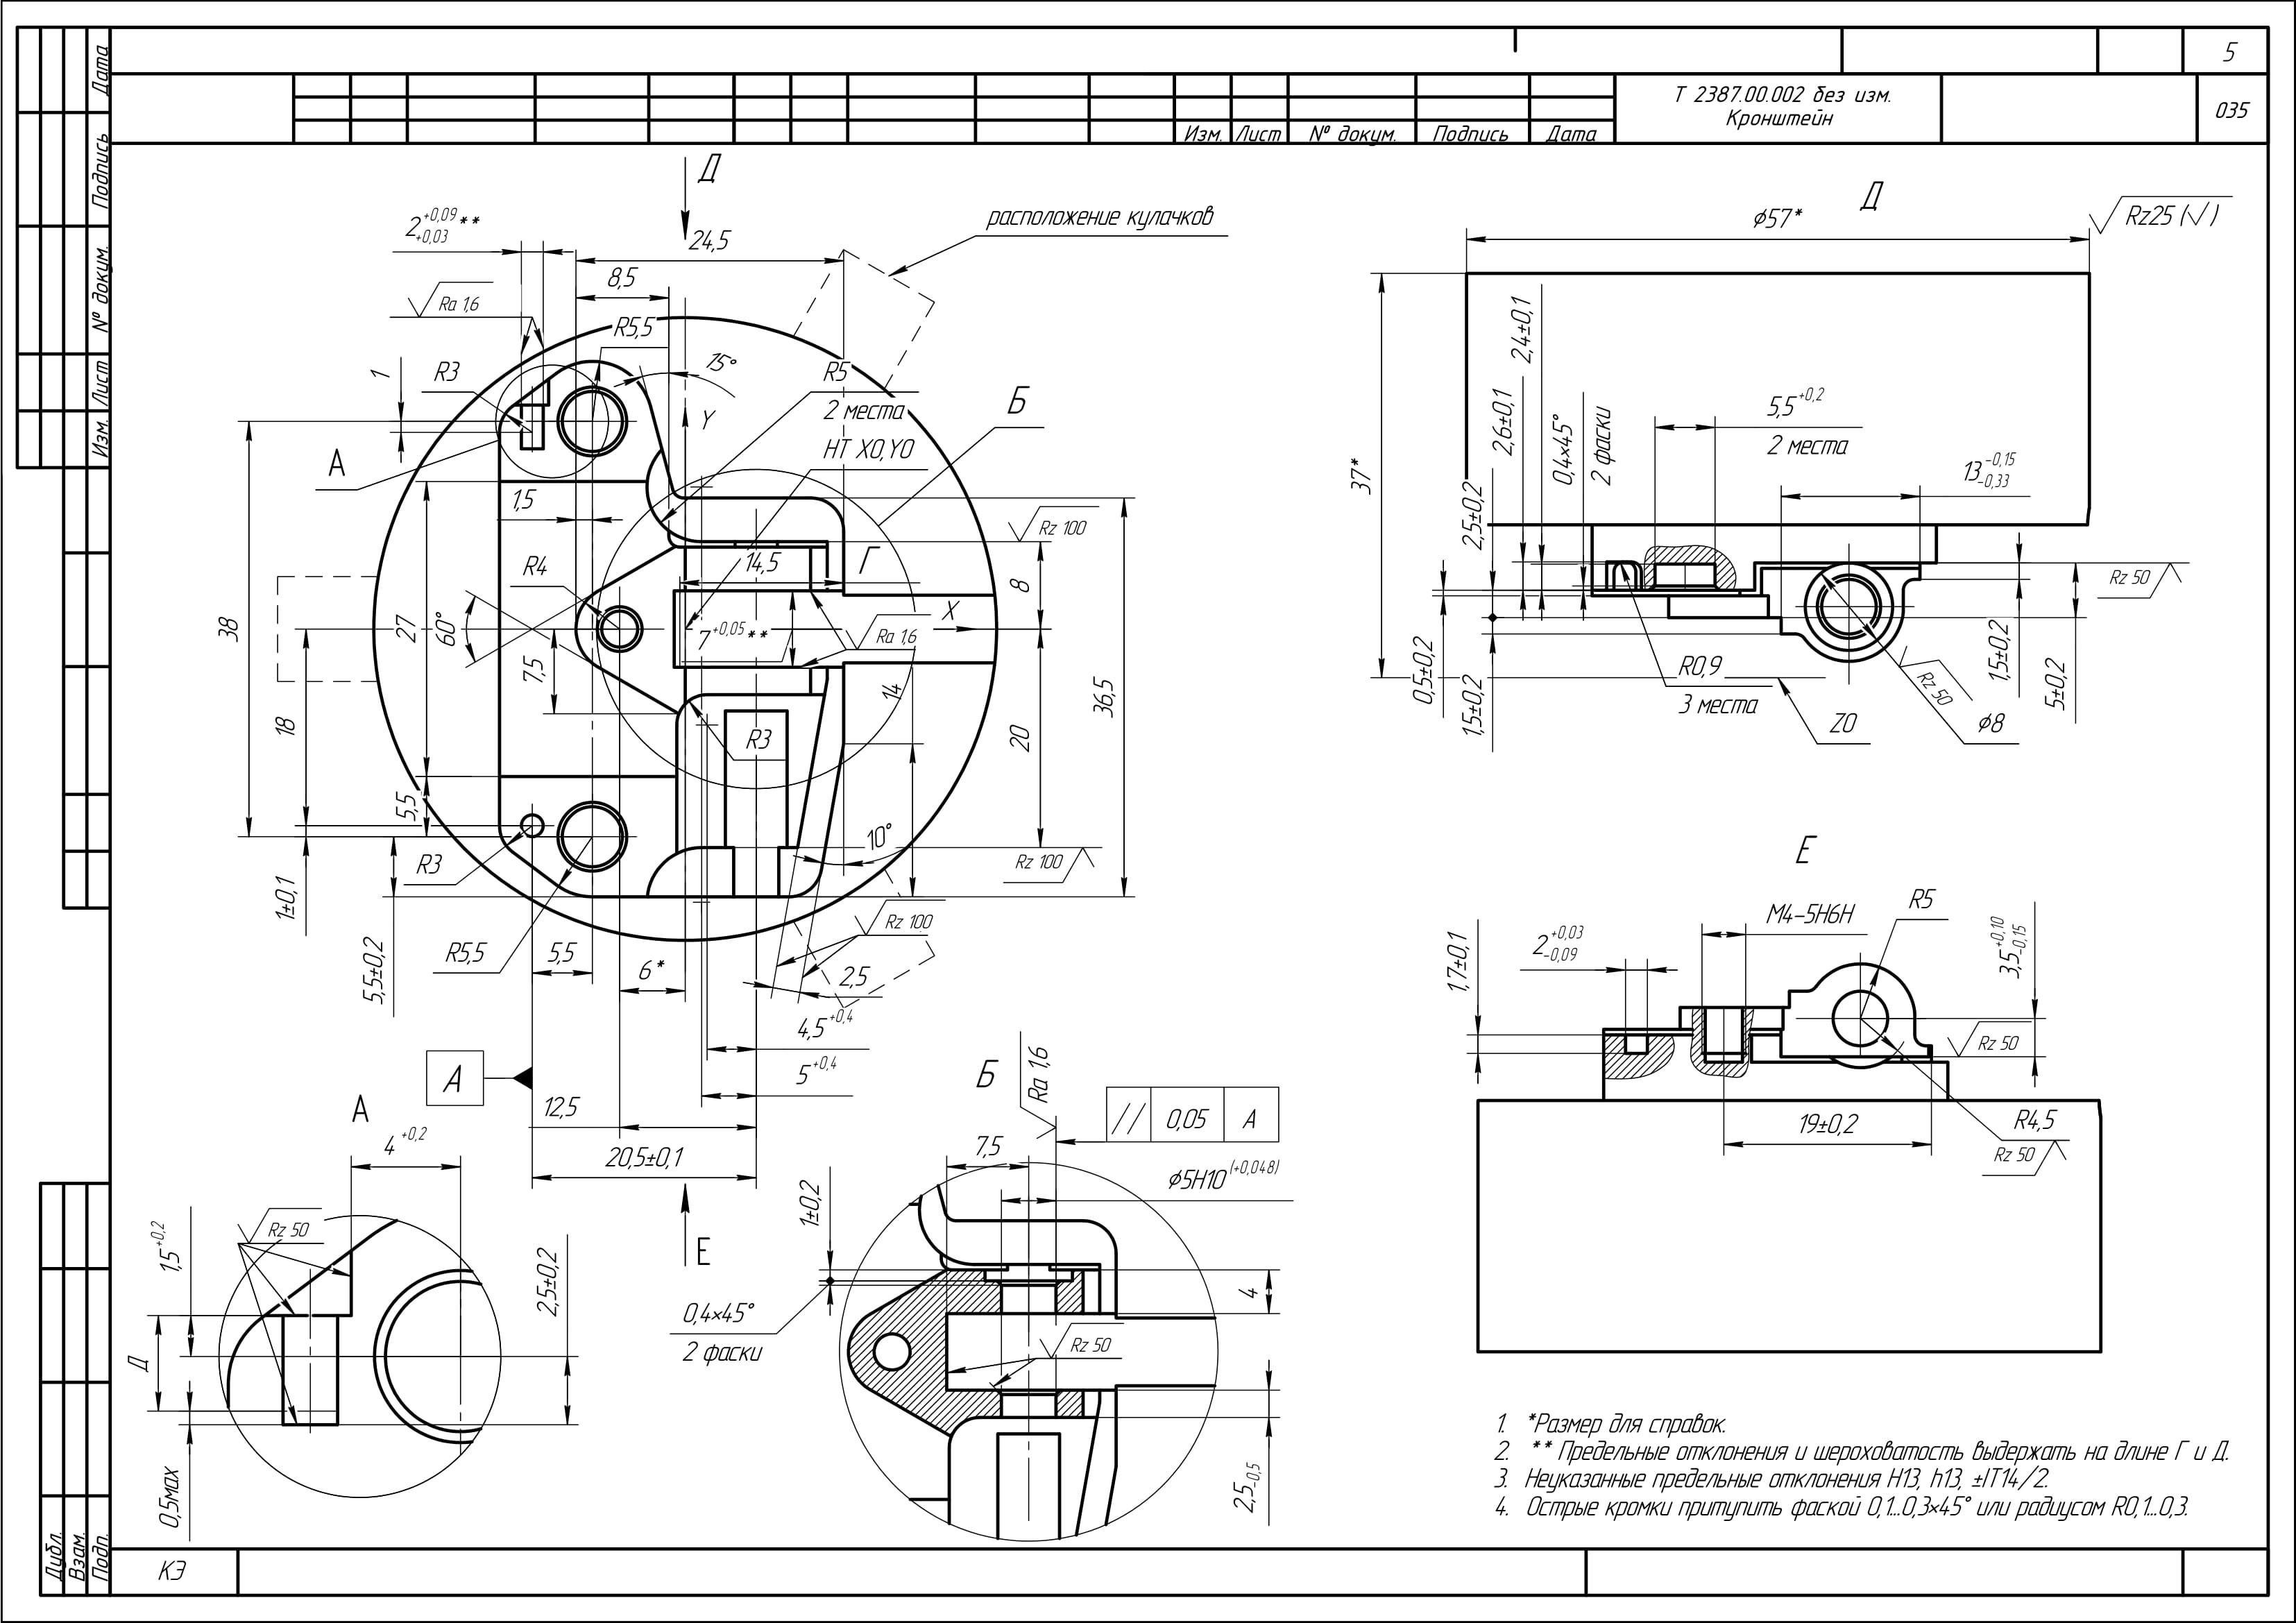 5
Т 2387.00.002 без изм.
Кронштейн
035
Изм. Лист № докум. Подпись Дата
Дата
Подпись
№ докум.
Лист
Изм.
Д
2 +0,09 +0,03 **
24,5
расположение кулачков
8,5
Ra 1,6
R5,5
15°
R5
2 места
1
R3
Y
НТ X0,Y0
Б
А
1,5
Rz 100
R4
14,5
Г
8
38
27
60°
7,5
7 +0,05 **
Ra 1,6
X
14
36,5
18
R3
20
5,5
R3
10°
Rz 100
1±0,1
5,5±0,2
R5,5
5,5
6*
Rz 100
2,5
4,5 +0,4
5 +0,4
А
12,5
20,5±0,1
Е
Д
⌀57*
Rz25 (√)
37*
2,4±0,1
2,6±0,1
0,4×45°
2 фаски
5,5 +0,2
2 места
13 -0,15 -0,33
2,5±0,2
Rz 50
0,5±0,2
1,5±0,2
R0,9
3 места
Z0
Rz 50
⌀8
1,5±0,2
5±0,2
Е
М4-5Н6Н
R5
1,7±0,1
2 +0,03 -0,09
3,5 +0,10 -0,15
Rz 50
19±0,2
R4,5
Rz 50
А
4 +0,2
1,5 +0,2
Rz 50
2,5±0,2
Д
0,5мах
Б
Ra 1,6
// 0,05 А
7,5
⌀5Н10 (+0,048)
1±0,2
0,4×45°
2 фаски
4
Rz 50
2,5 -0,5
1. *Размер для справок.
2. ** Предельные отклонения и шероховатость выдержать на длине Г и Д.
3. Неуказанные предельные отклонения Н13, h13, ±IT14/2.
4. Острые кромки притупить фаской 0,1...0,3×45° или радиусом R0,1...0,3.
Дубл.
Взам.
Подп.
КЭ